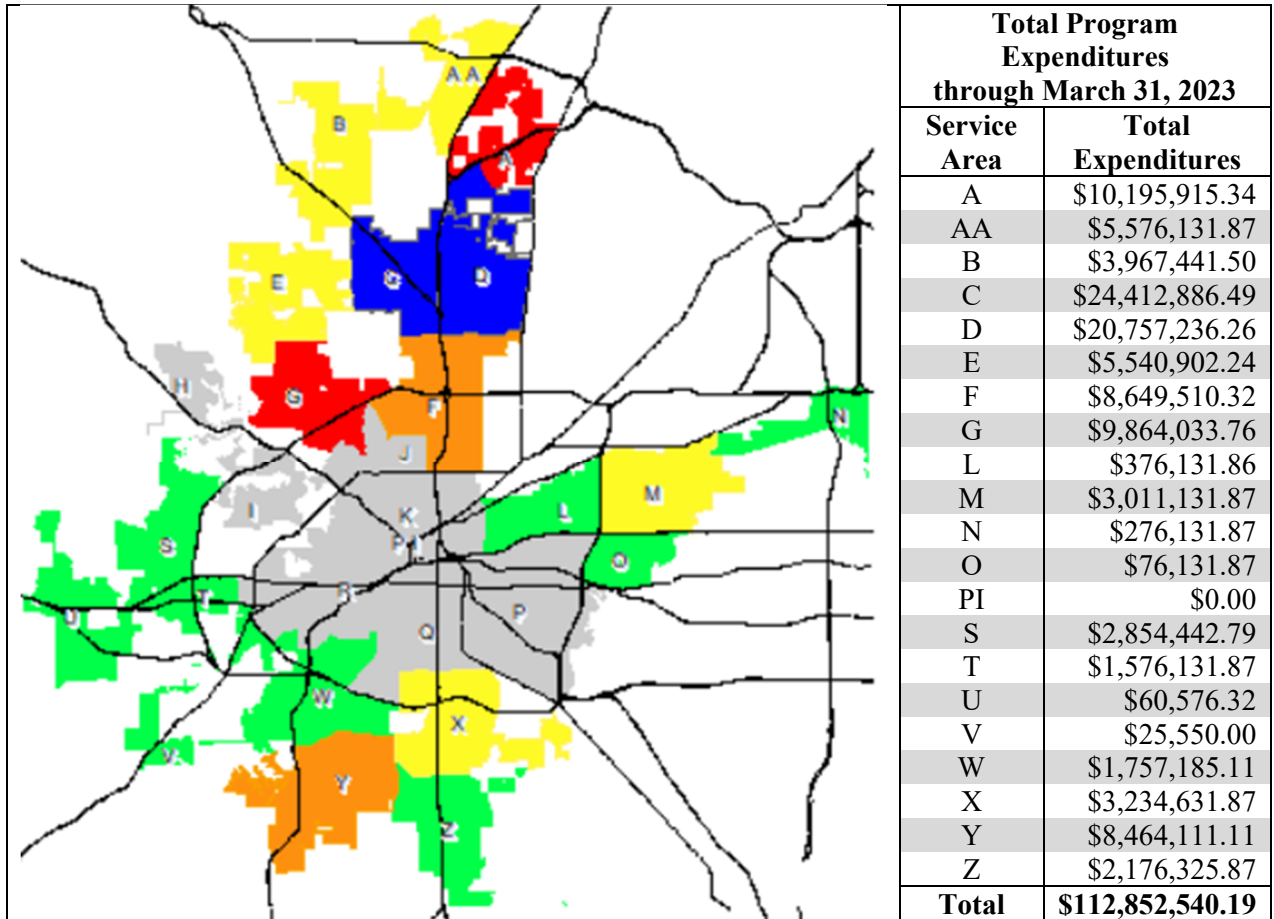 A A
B
A
E
C
D
H
G
F
N
J
M
I
K
L
P I
S
O
T
R
P
U
Q
W
X
V
Y
Z
Total Program
Expenditures
through March 31, 2023
Service Area Total Expenditures
A $10,195,915.34
AA $5,576,131.87
B $3,967,441.50
C $24,412,886.49
D $20,757,236.26
E $5,540,902.24
F $8,649,510.32
G $9,864,033.76
L $376,131.86
M $3,011,131.87
N $276,131.87
O $76,131.87
PI $0.00
S $2,854,442.79
T $1,576,131.87
U $60,576.32
V $25,550.00
W $1,757,185.11
X $3,234,631.87
Y $8,464,111.11
Z $2,176,325.87
Total $112,852,540.19